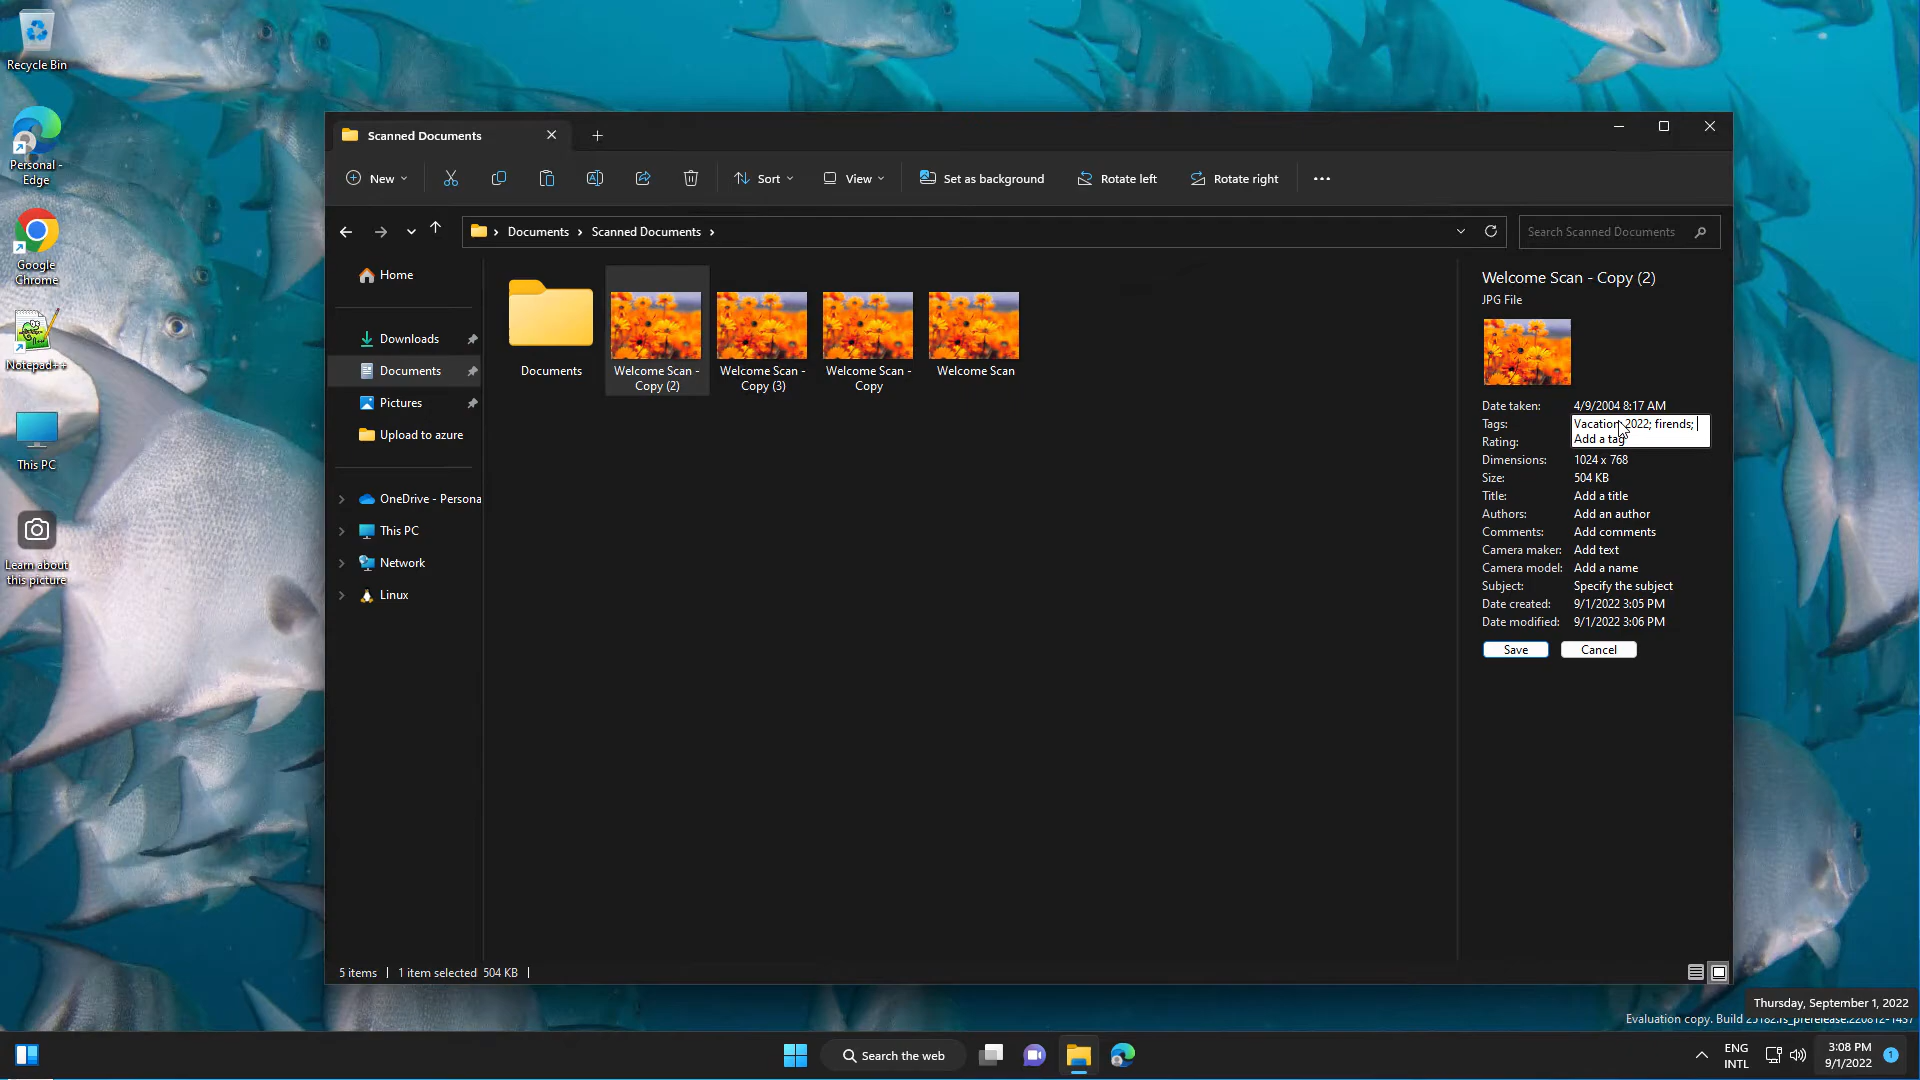 Recycle Bin
Personal -
Edge
Google
Chrome
Notepad++
This PC
Learn about
this picture
Scanned Documents
New
Sort
View
Set as background
Rotate left
Rotate right
Documents
Scanned Documents
Search Scanned Documents
Home
Downloads
Documents
Pictures
Upload to azure
OneDrive - Persona
This PC
Network
Linux
Documents
Welcome Scan -
Copy (2)
Welcome Scan -
Copy (3)
Welcome Scan -
Copy
Welcome Scan
Welcome Scan - Copy (2)
JPG File
Date taken: 4/9/2004 8:17 AM
Tags: Vacation 2022; firends;
Add a tag
Rating:
Dimensions: 1024 x 768
Size: 504 KB
Title: Add a title
Authors: Add an author
Comments: Add comments
Camera maker: Add text
Camera model: Add a name
Subject: Specify the subject
Date created: 9/1/2022 3:05 PM
Date modified: 9/1/2022 3:06 PM
Save Cancel
5 items 1 item selected 504 KB
Thursday, September 1, 2022
Evaluation copy. Build
Search the web
ENG
INTL
3:08 PM
9/1/2022
1